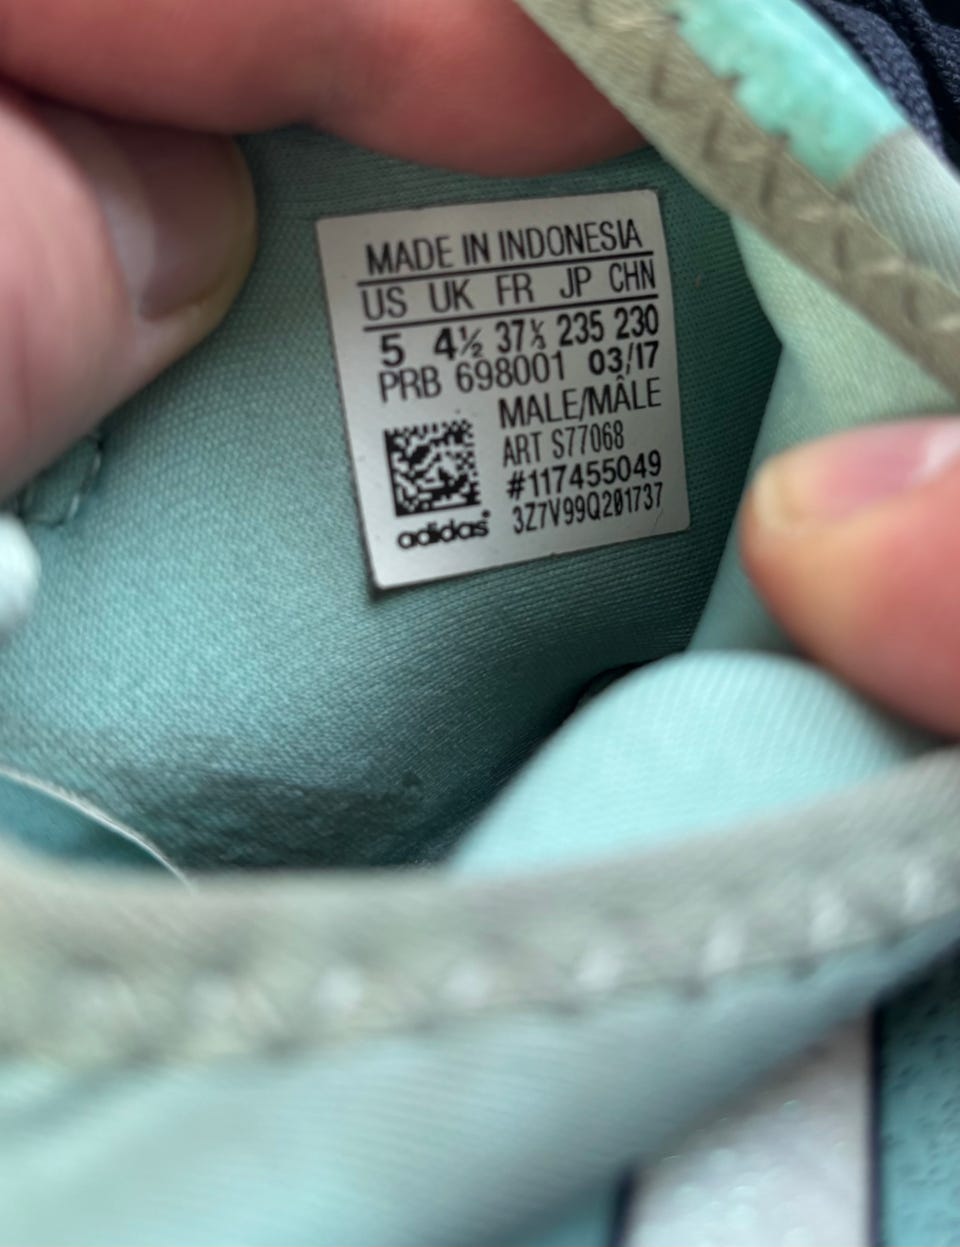 MADE IN INDONESIA
US UK FR JP CHN
5 4½ 37⅓ 235 230
PRB 698001 03/17
MALE/MÂLE
ART S77068
#117455049
3Z7V99Q201737
adidas